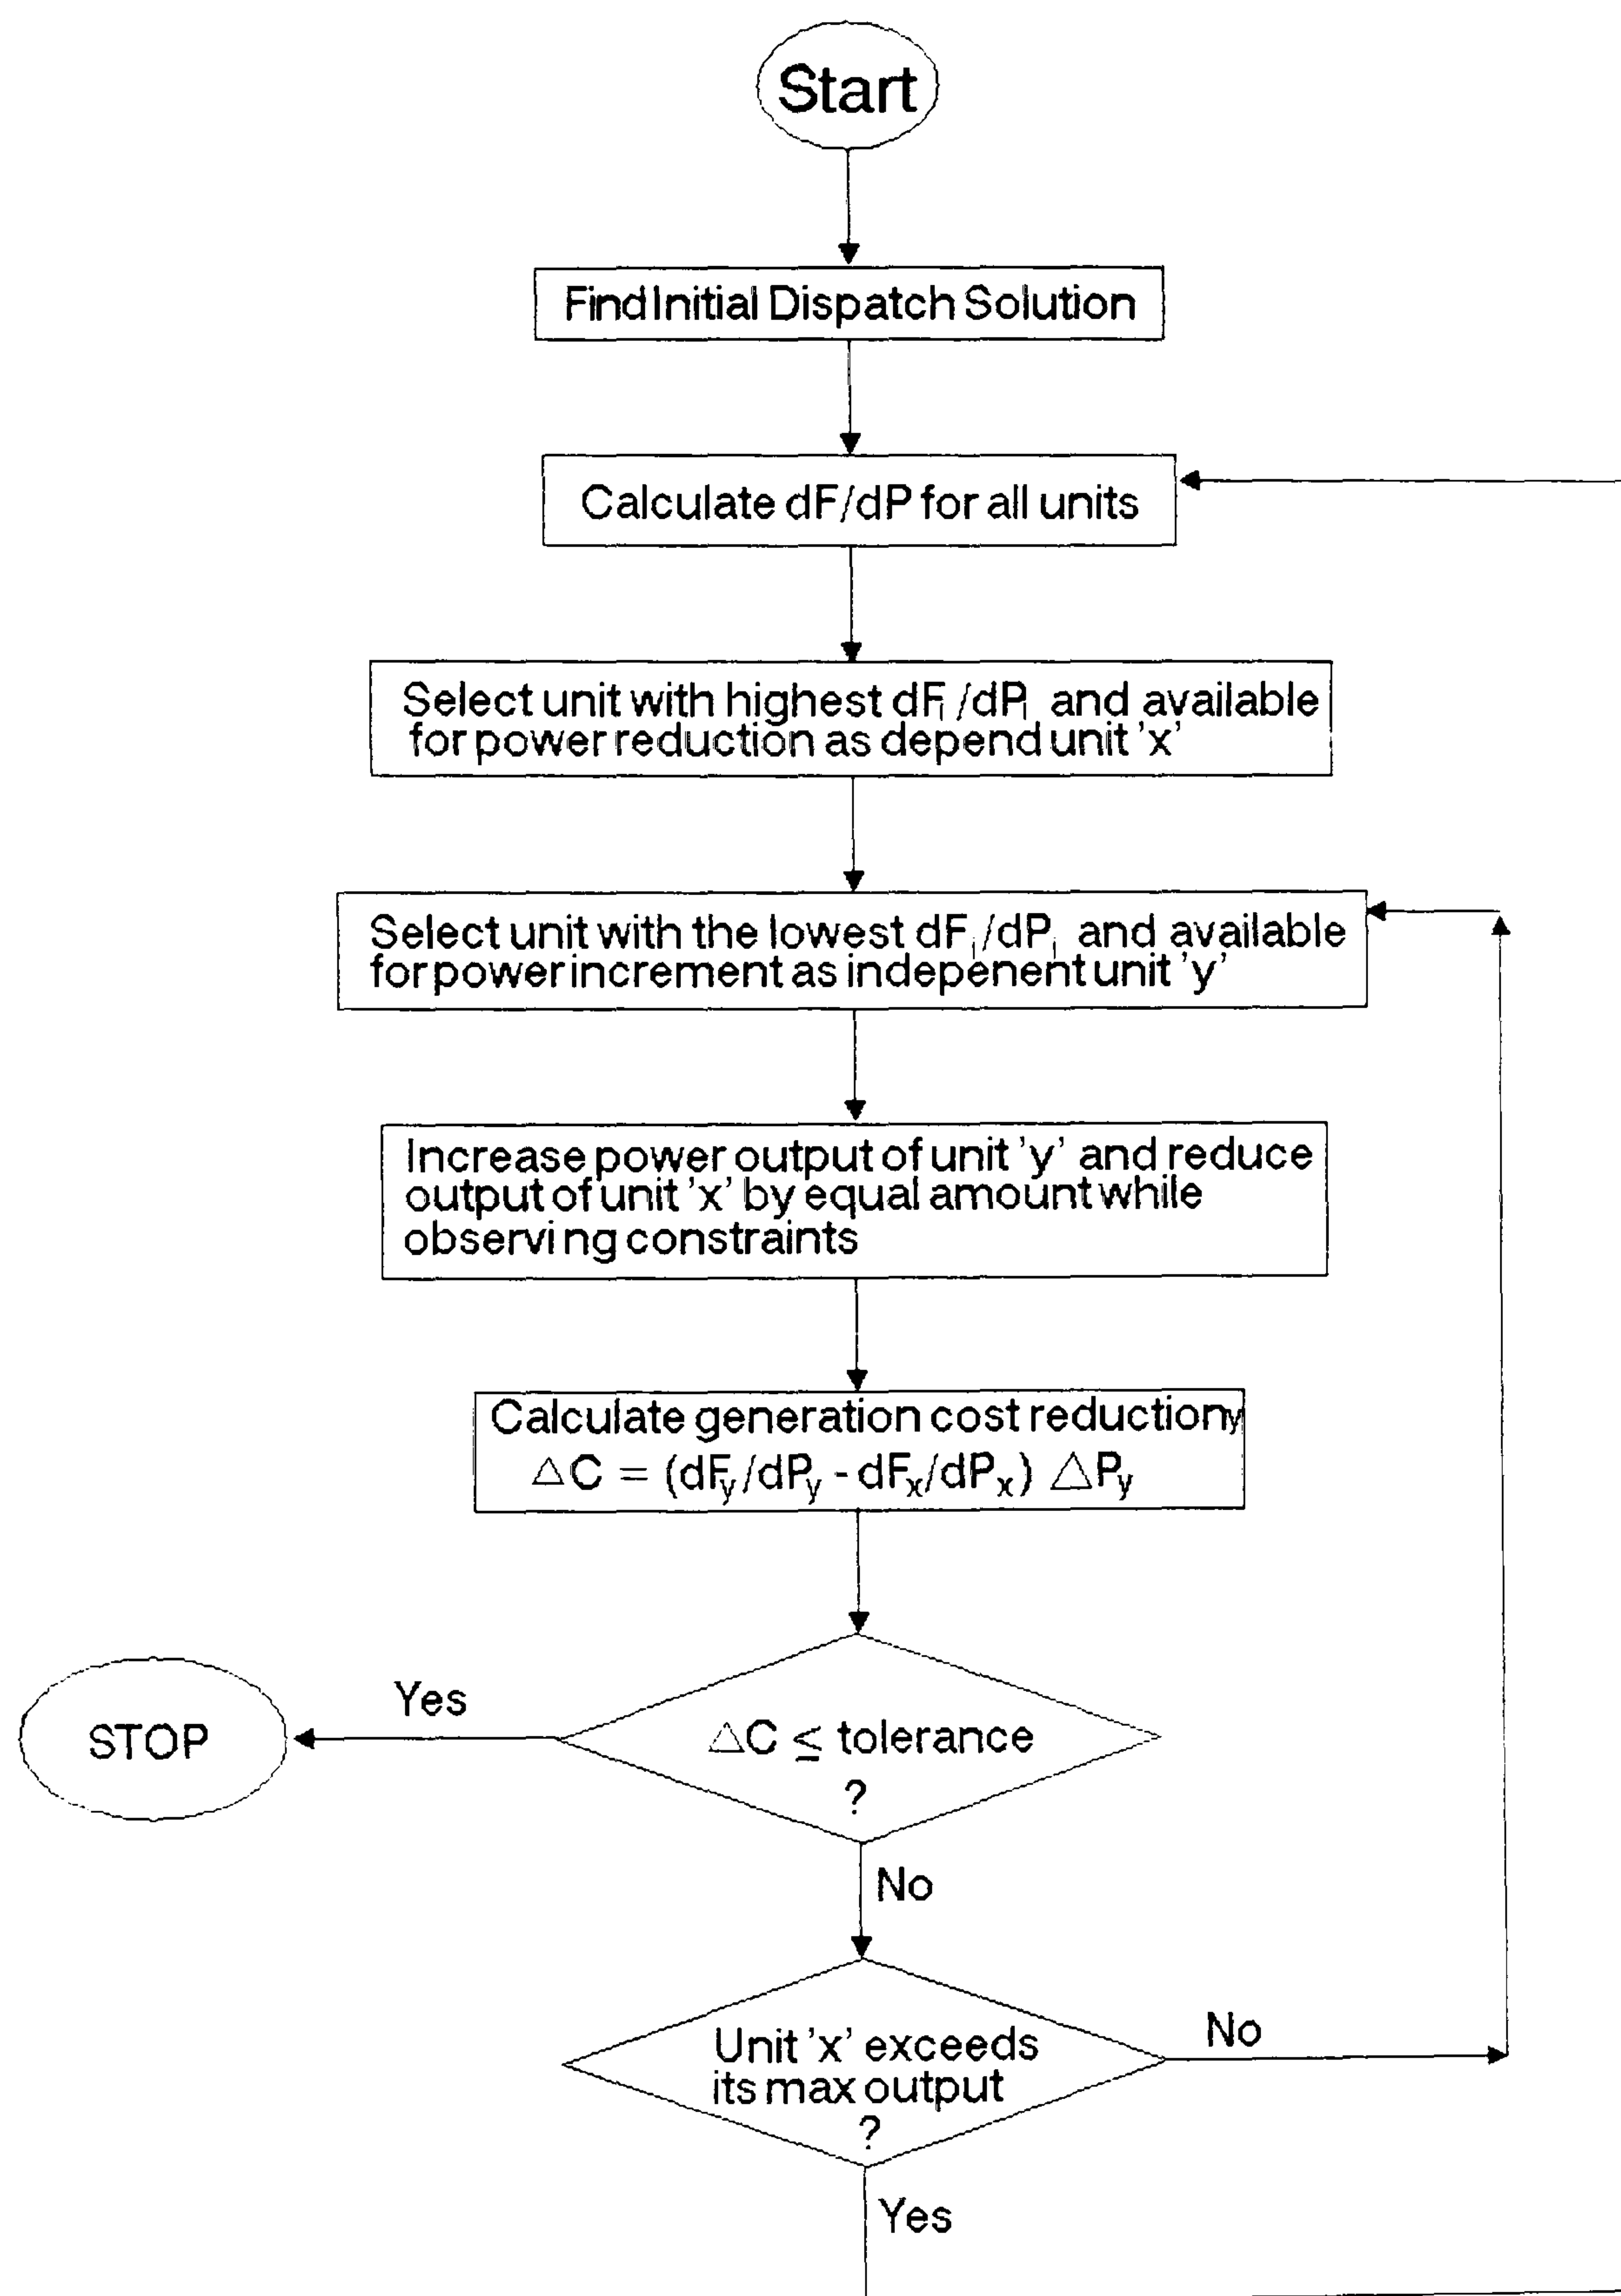 Start
Find Initial Dispatch Solution
Calculate dF/dP for all units
Select unit with highest dFi /dPi and available
for power reduction as depend unit 'x'
Select unit with the lowest dFi/dPi and available
for power increment as indepenent unit 'y'
Increase power output of unit 'y' and reduce
output of unit 'x' by equal amount while
observing constraints
Calculate generation cost reduction y
△C = (dFy/dPy - dFx/dPx) △Py
Yes
STOP
△C ≤ tolerance
?
No
Unit 'x' exceeds
its max output
?
No
Yes